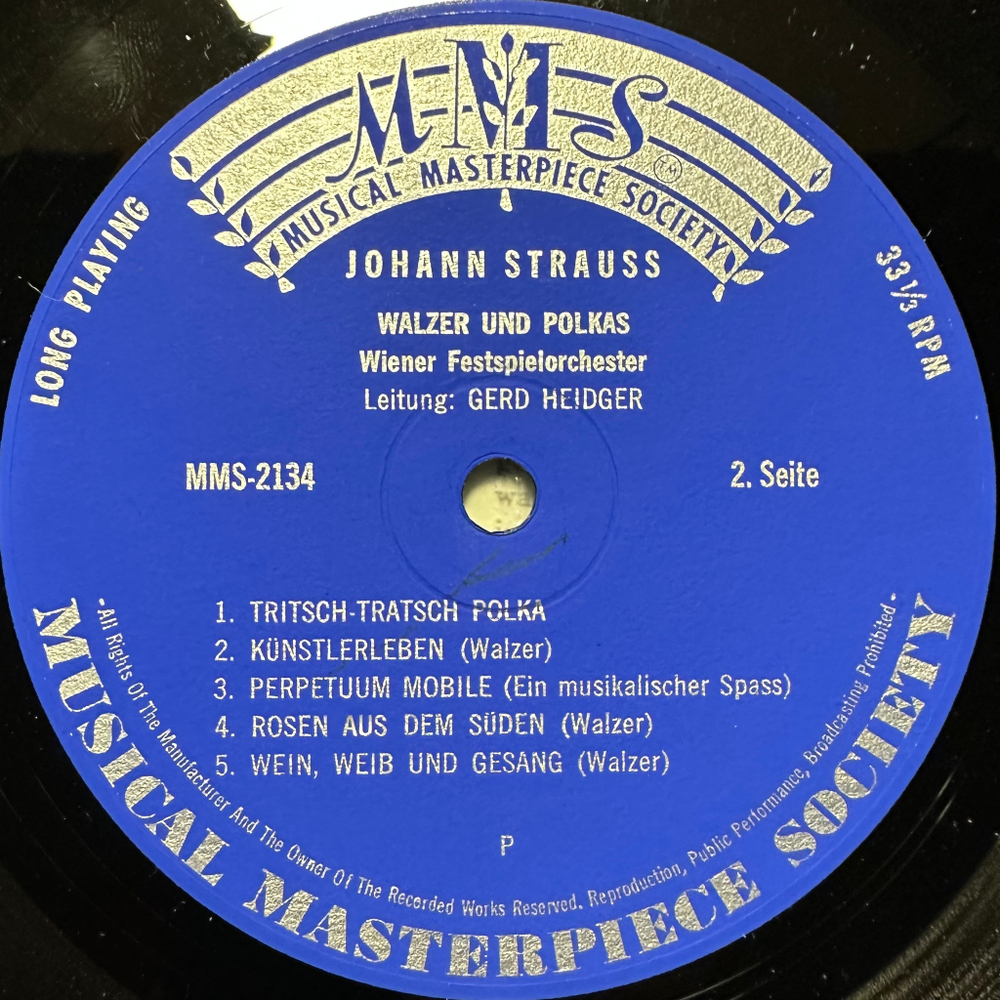 MMS
TM
MUSICAL MASTERPIECE SOCIETY
LONG PLAYING
33 1/3 RPM
JOHANN STRAUSS
WALZER UND POLKAS
Wiener Festspielorchester
Leitung: GERD HEIDGER
MMS-2134
2. Seite
1. TRITSCH-TRATSCH POLKA
2. KÜNSTLERLEBEN (Walzer)
3. PERPETUUM MOBILE (Ein musikalischer Spass)
4. ROSEN AUS DEM SÜDEN (Walzer)
5. WEIN, WEIB UND GESANG (Walzer)
P
-All Rights Of The Manufacturer And The Owner Of The Recorded Works Reserved. Reproduction, Public Performance, Broadcasting Prohibited-
MUSICAL MASTERPIECE SOCIETY